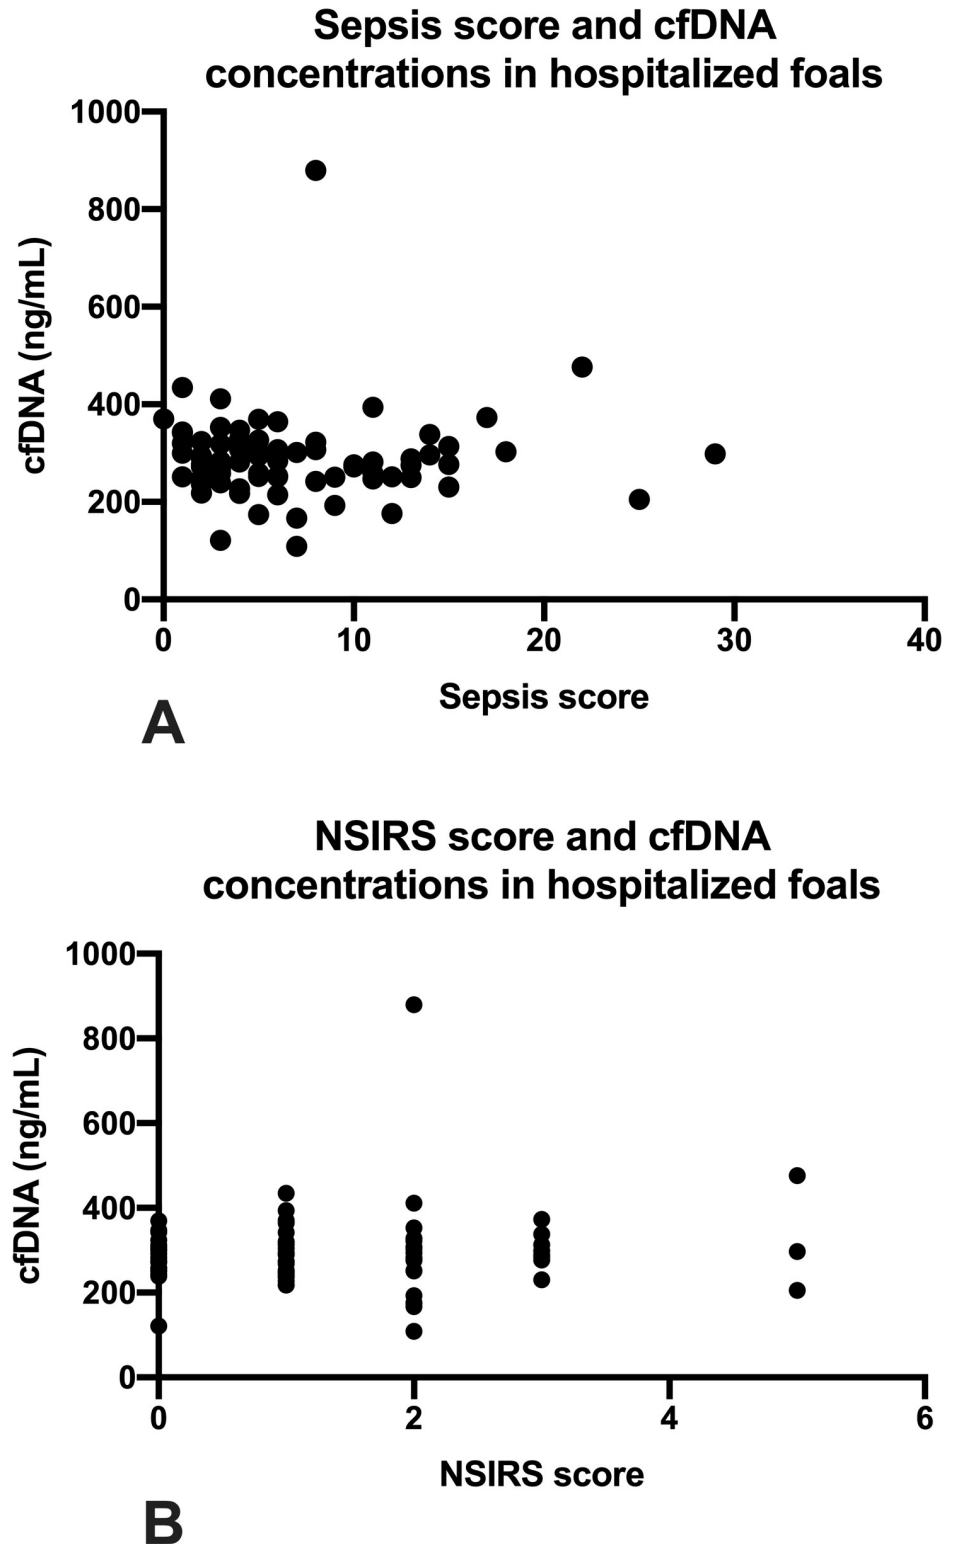 Sepsis score and cfDNA
concentrations in hospitalized foals
1000
800
600
400
200
0
cfDNA (ng/mL)
0 10 20 30 40
Sepsis score
A
NSIRS score and cfDNA
concentrations in hospitalized foals
1000
800
600
400
200
0
cfDNA (ng/mL)
0 2 4 6
NSIRS score
B